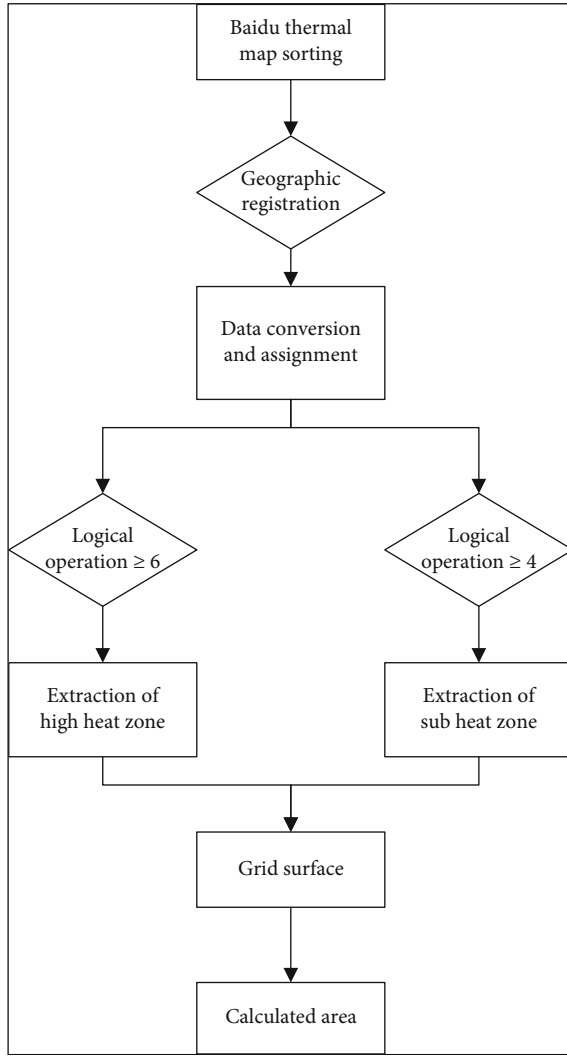 Baidu thermal
map sorting
Geographic
registration
Data conversion
and assignment
Logical
operation ≥ 6
Logical
operation ≥ 4
Extraction of
high heat zone
Extraction of
sub heat zone
Grid surface
Calculated area